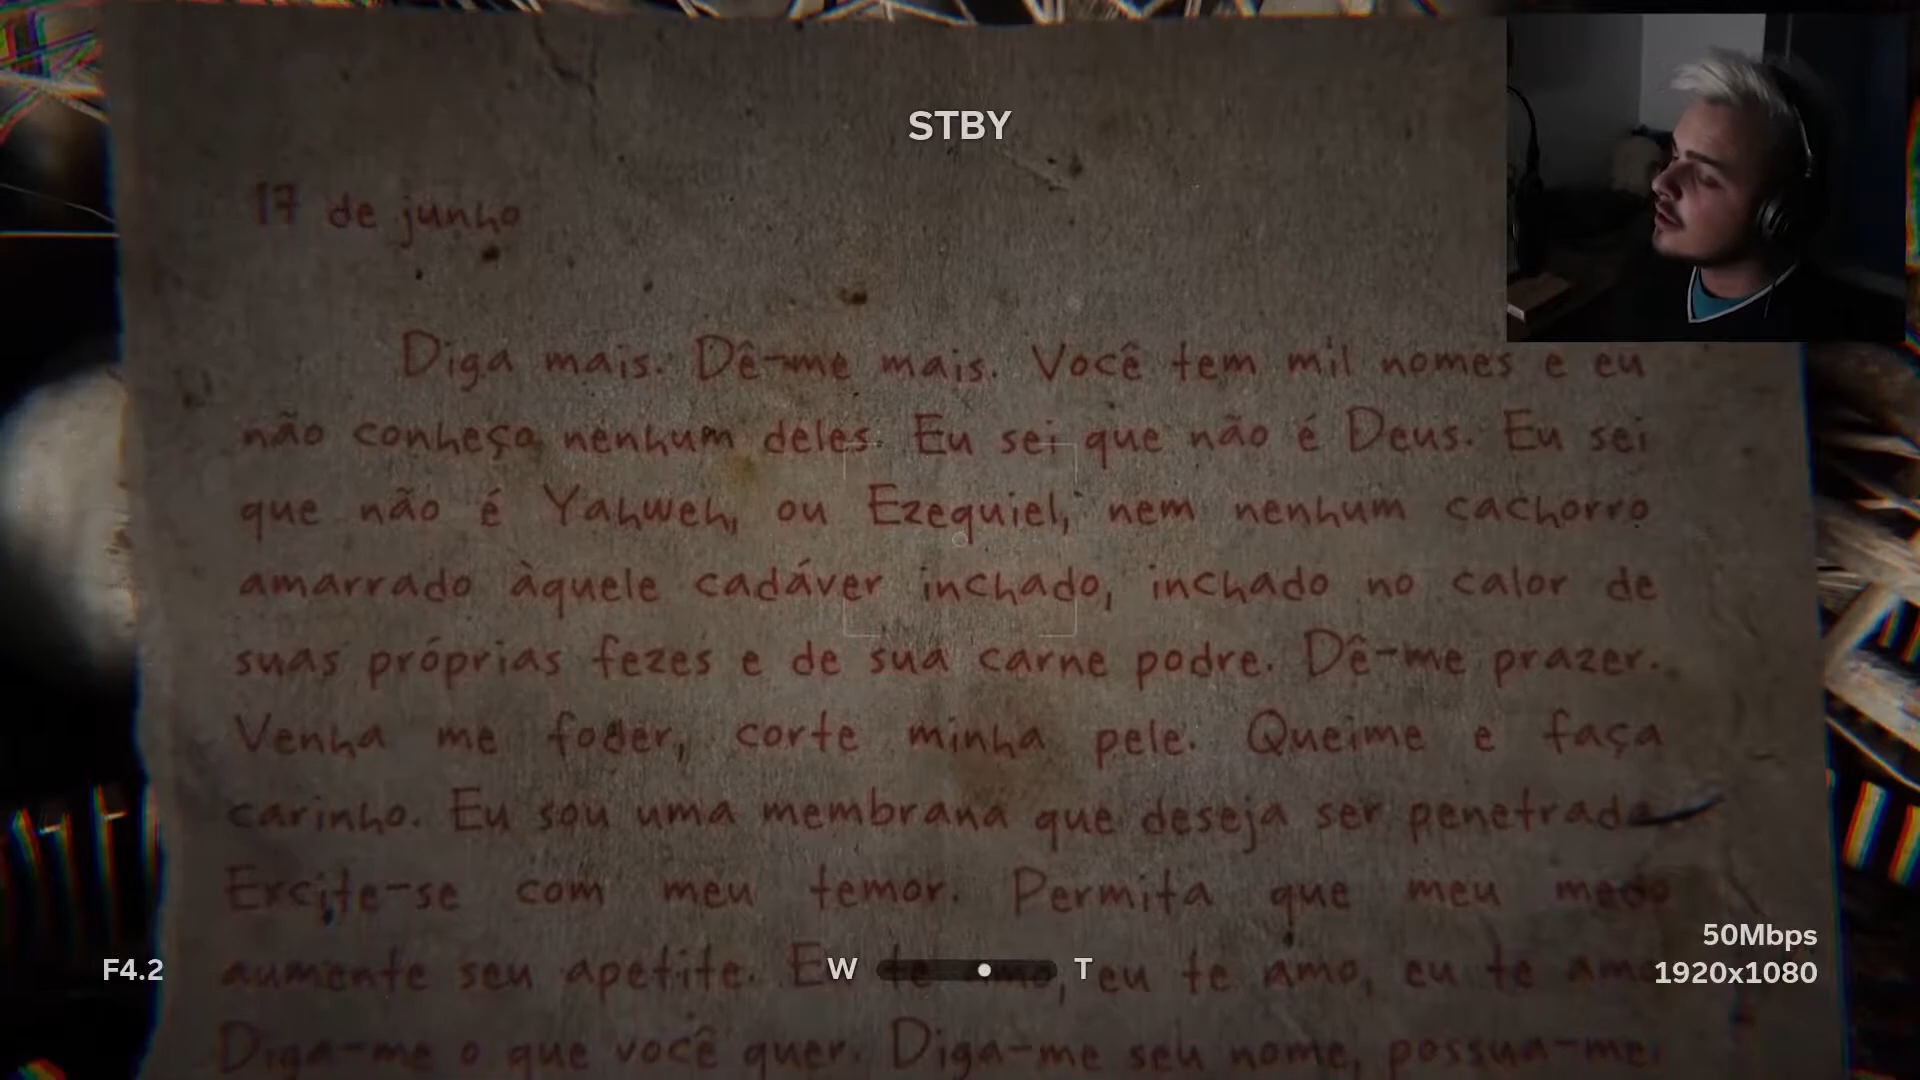 STBY
17 de junho
Diga mais. Dê-me mais. Você tem mil nomes e eu
não conheço nenhum deles. Eu sei que não é Deus. Eu sei
que não é Yahweh, ou Ezequiel, nem nenhum cachorro
amarrado àquele cadáver inchado, inchado no calor de
suas próprias fezes e de sua carne podre. Dê-me prazer.
Venha me foder, corte minha pele. Queime e faça
carinho. Eu sou uma membrana que deseja ser penetrada
Excite-se com meu temor. Permita que meu medo
aumente seu apetite. Eu te amo, eu te amo, eu te amo
Diga-me o que você quer. Diga-me seu nome, possua-me.
F4.2
W T
50Mbps
1920x1080